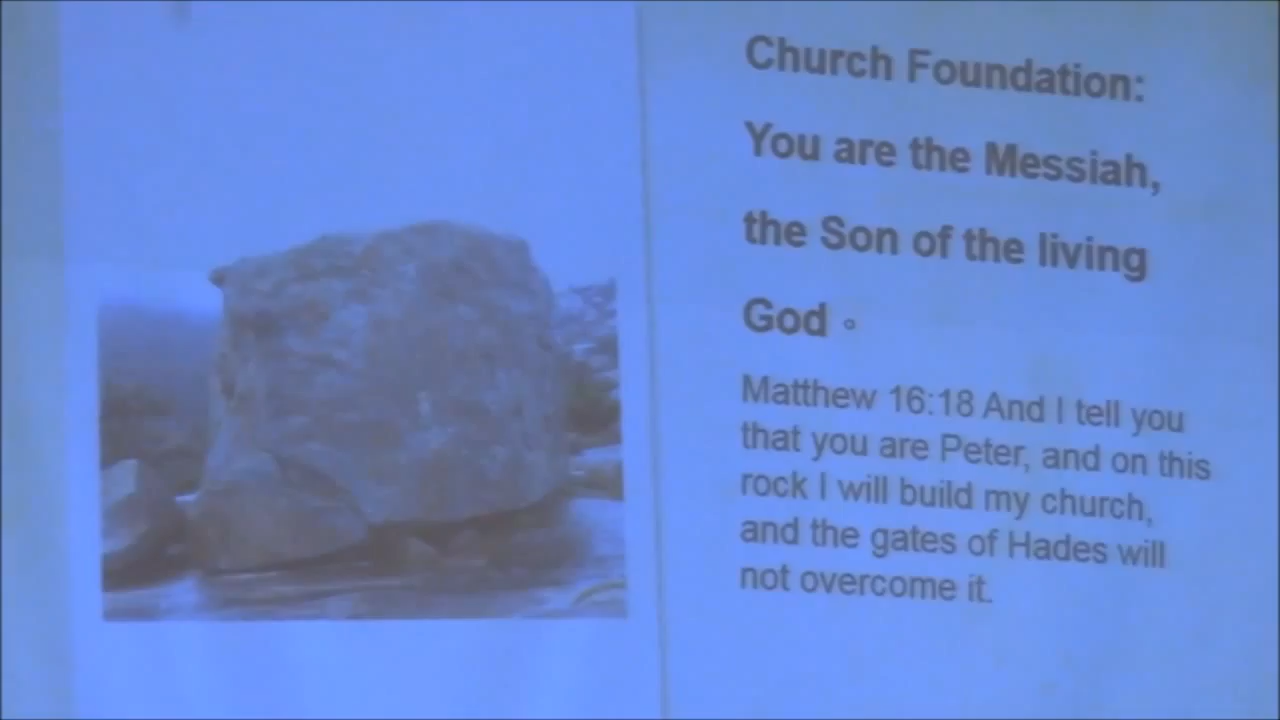 Church Foundation:
You are the Messiah,
the Son of the living
God。
Matthew 16:18 And I tell you
that you are Peter, and on this
rock I will build my church,
and the gates of Hades will
not overcome it.